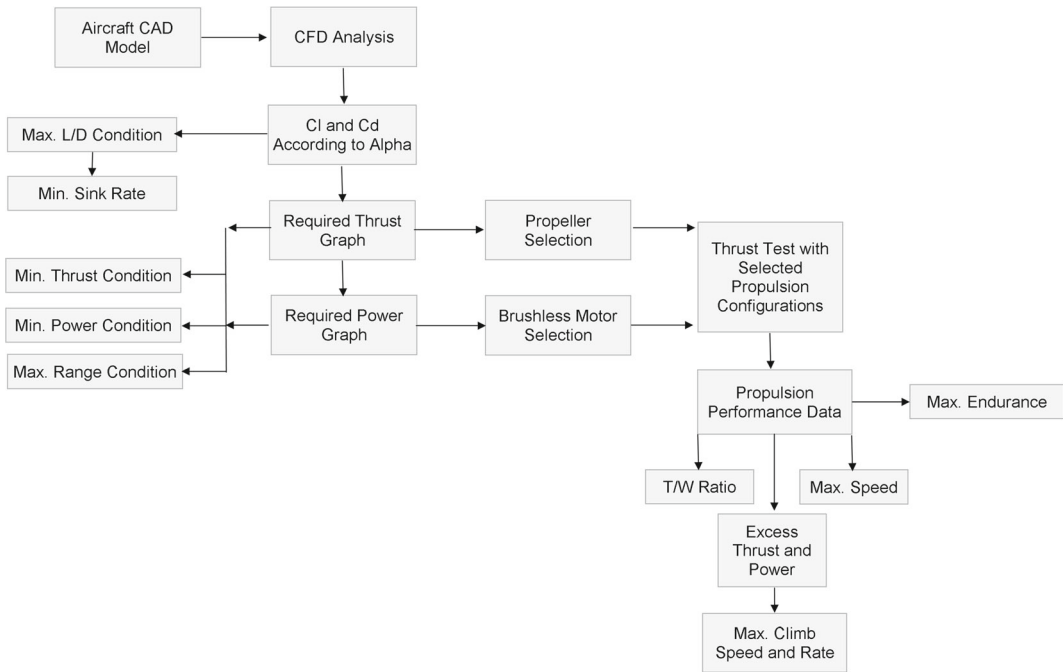 Aircraft CAD
Model
CFD Analysis
Cl and Cd
According to Alpha
Max. L/D Condition
Min. Sink Rate
Required Thrust
Graph
Propeller
Selection
Thrust Test with
Selected
Propulsion
Configurations
Min. Thrust Condition
Min. Power Condition
Max. Range Condition
Required Power
Graph
Brushless Motor
Selection
Propulsion
Performance Data
Max. Endurance
T/W Ratio
Max. Speed
Excess
Thrust and
Power
Max. Climb
Speed and Rate